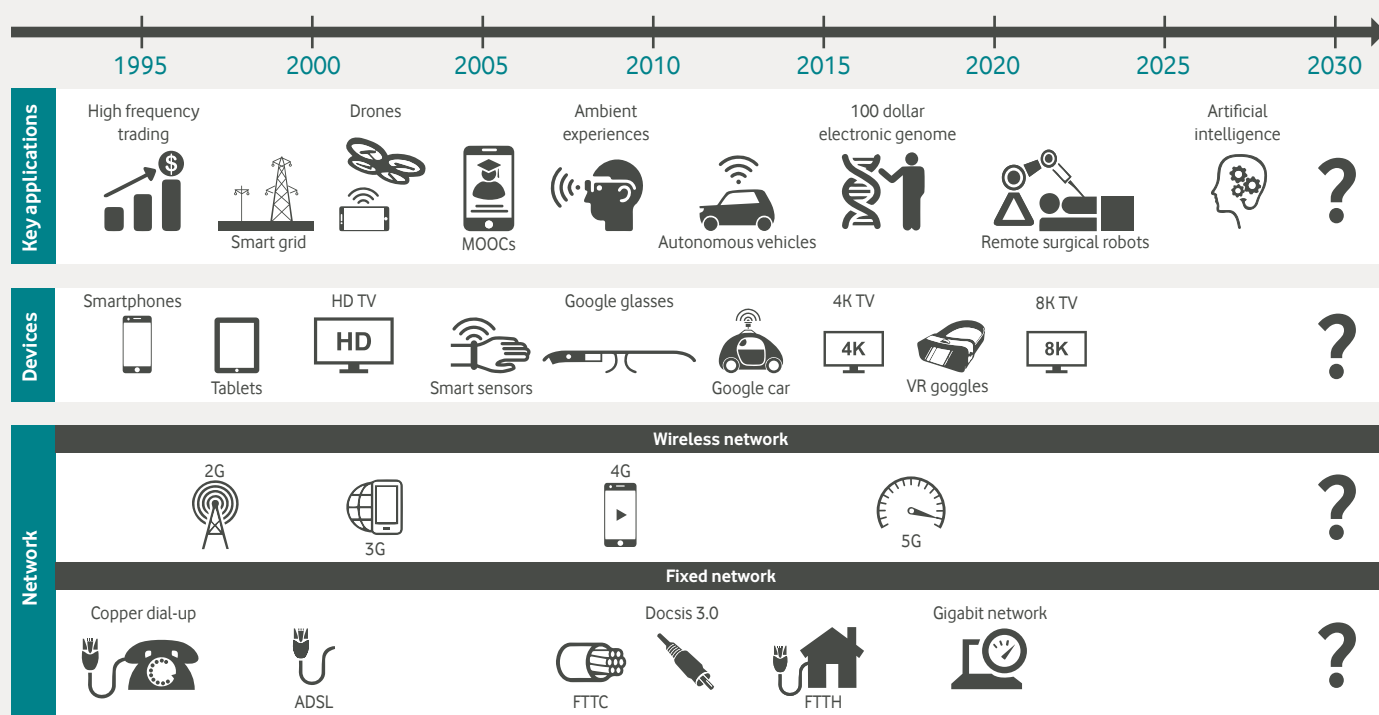 1995 2000 2005 2010 2015 2020 2025 2030
Key applications
High frequency
trading
$
Smart grid
Drones
MOOCs
Ambient
experiences
Autonomous vehicles
100 dollar
electronic genome
Remote surgical robots
Artificial
intelligence
?
Devices
Smartphones
Tablets
HD TV
HD
Smart sensors
Google glasses
Google car
4K TV
4K
VR goggles
8K TV
8K
?
Network
Wireless network
2G
3G
4G
5G
?
Fixed network
Copper dial-up
ADSL
FTTC
Docsis 3.0
FTTH
Gigabit network
?